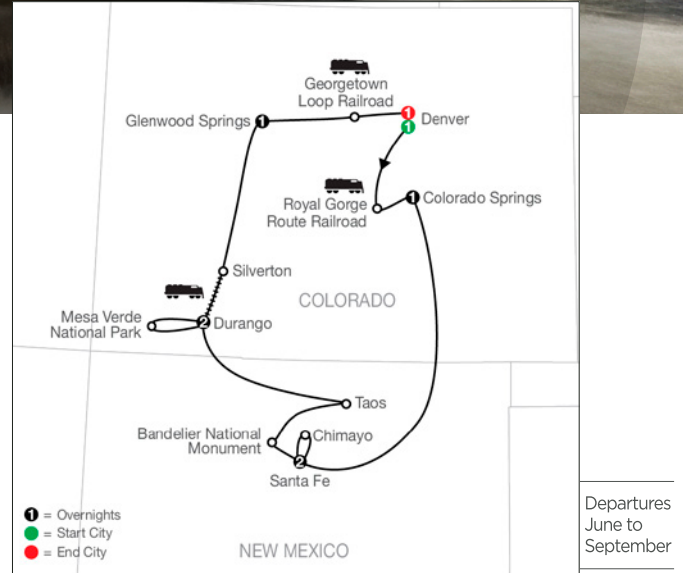 Georgetown
Loop Railroad
Glenwood Springs
1
1
1
Denver
Royal Gorge
Route Railroad
1
Colorado Springs
Silverton
COLORADO
Mesa Verde
National Park
2
Durango
Taos
Bandelier National
Monument
Chimayo
2
Santa Fe
1 = Overnights
= Start City
= End City
NEW MEXICO
Departures
June to
September